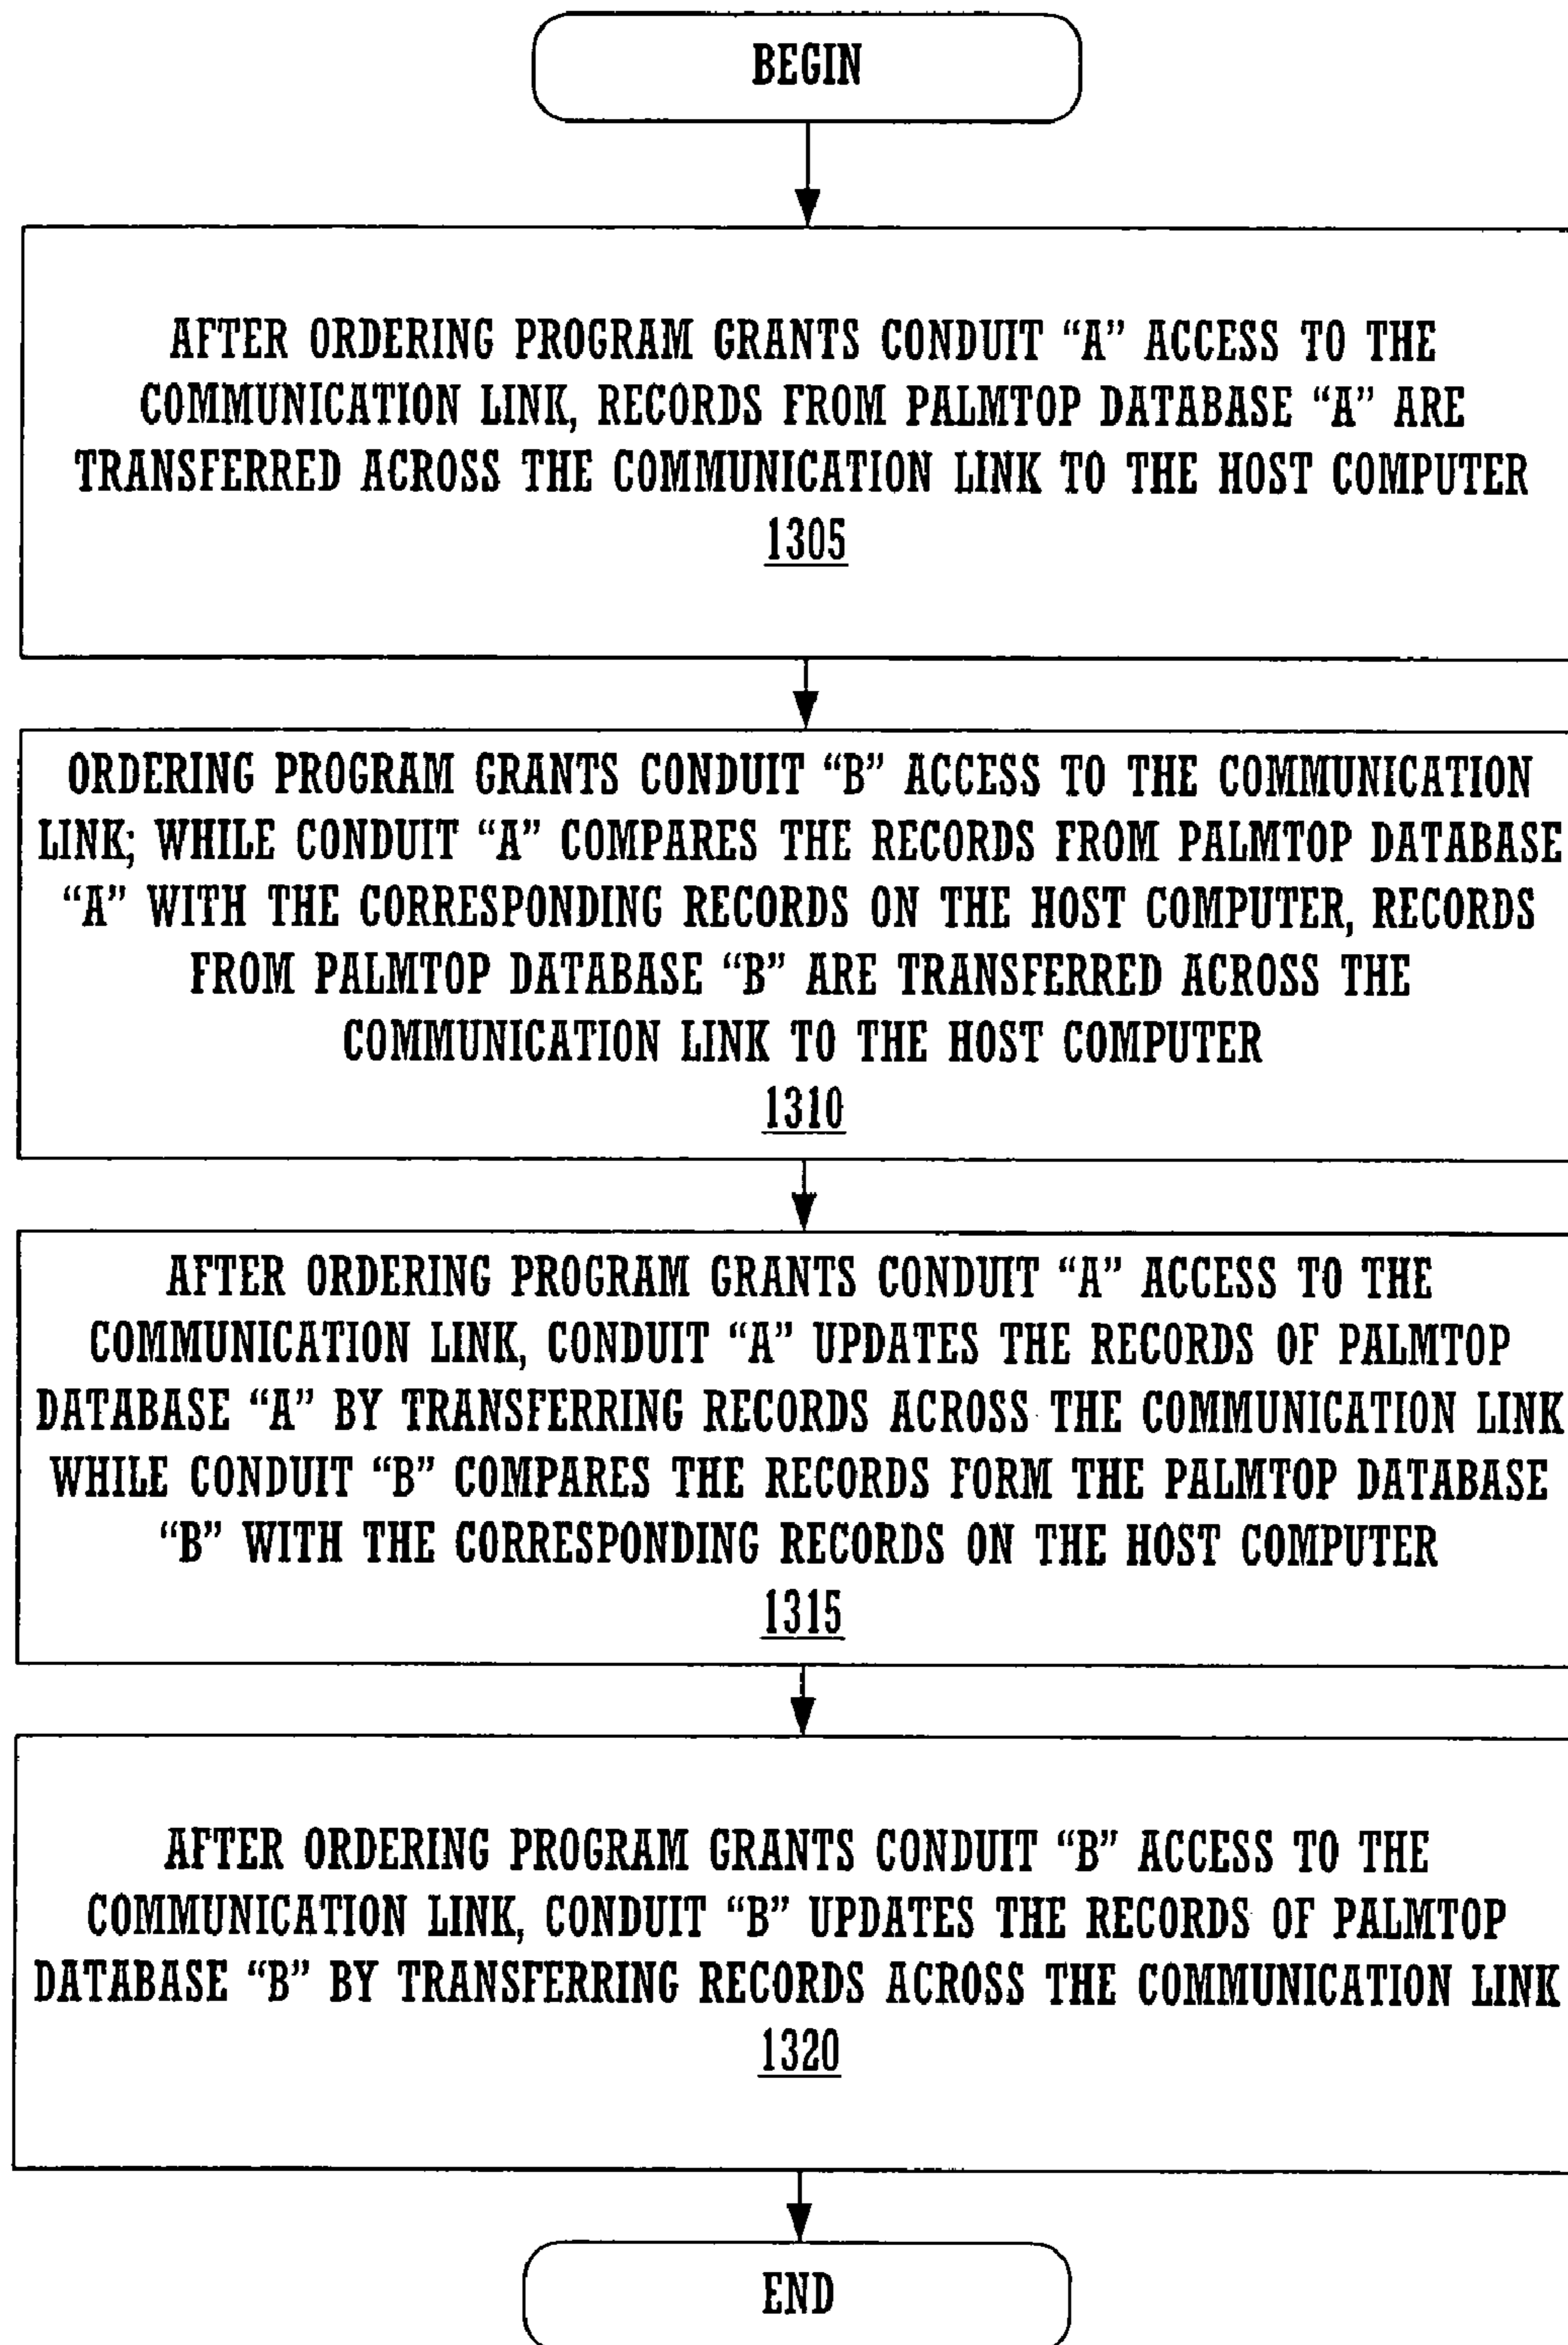 BEGIN
AFTER ORDERING PROGRAM GRANTS CONDUIT “A” ACCESS TO THE
COMMUNICATION LINK, RECORDS FROM PALMTOP DATABASE “A” ARE
TRANSFERRED ACROSS THE COMMUNICATION LINK TO THE HOST COMPUTER
1305
ORDERING PROGRAM GRANTS CONDUIT “B” ACCESS TO THE COMMUNICATION
LINK; WHILE CONDUIT “A” COMPARES THE RECORDS FROM PALMTOP DATABASE
“A” WITH THE CORRESPONDING RECORDS ON THE HOST COMPUTER, RECORDS
FROM PALMTOP DATABASE “B” ARE TRANSFERRED ACROSS THE
COMMUNICATION LINK TO THE HOST COMPUTER
1310
AFTER ORDERING PROGRAM GRANTS CONDUIT “A” ACCESS TO THE
COMMUNICATION LINK, CONDUIT “A” UPDATES THE RECORDS OF PALMTOP
DATABASE “A” BY TRANSFERRING RECORDS ACROSS THE COMMUNICATION LINK
WHILE CONDUIT “B” COMPARES THE RECORDS FORM THE PALMTOP DATABASE
“B” WITH THE CORRESPONDING RECORDS ON THE HOST COMPUTER
1315
AFTER ORDERING PROGRAM GRANTS CONDUIT “B” ACCESS TO THE
COMMUNICATION LINK, CONDUIT “B” UPDATES THE RECORDS OF PALMTOP
DATABASE “B” BY TRANSFERRING RECORDS ACROSS THE COMMUNICATION LINK
1320
END